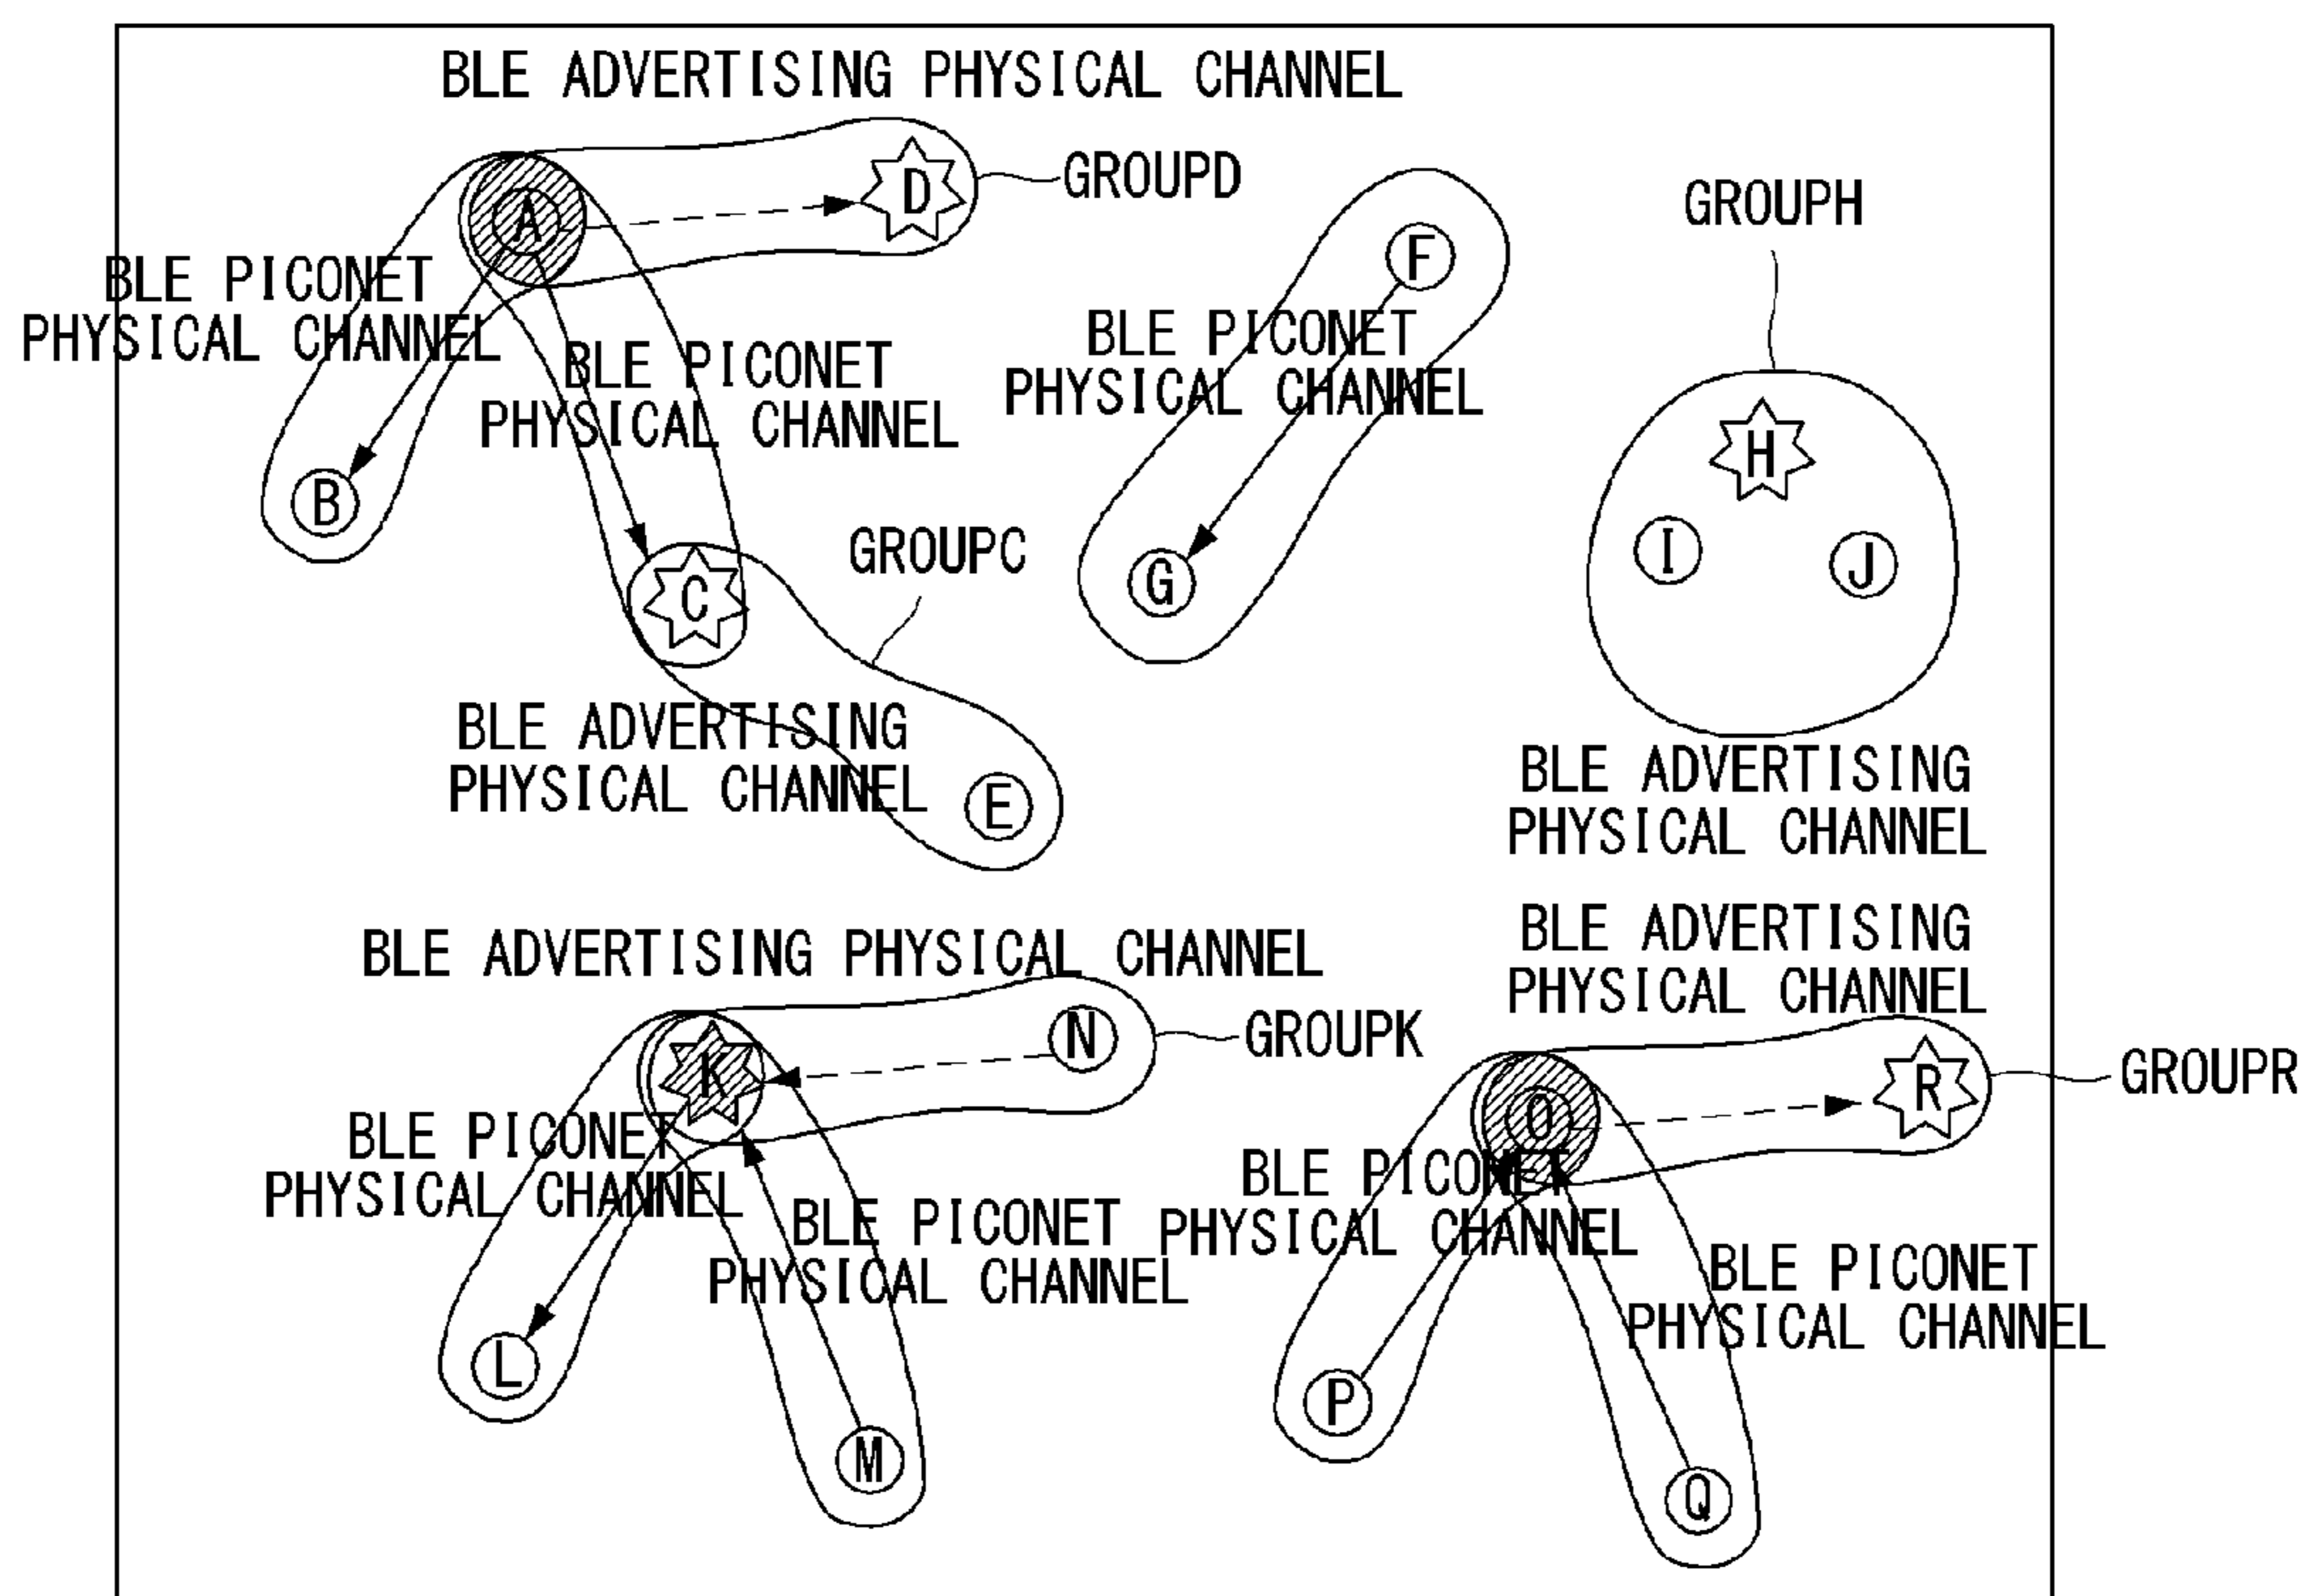 BLE ADVERTISING PHYSICAL CHANNEL
D
GROUPD
A
GROUPH
F
BLE PICONET
PHYSICAL CHANNEL
BLE PICONET
PHYSICAL CHANNEL
BLE PICONET
PHYSICAL CHANNEL
H
B
I
J
GROUPC
G
C
BLE ADVERTISING
PHYSICAL CHANNEL
E
BLE ADVERTISING
PHYSICAL CHANNEL
BLE ADVERTISING PHYSICAL CHANNEL
BLE ADVERTISING
PHYSICAL CHANNEL
N
GROUPK
K
R
GROUPR
O
BLE PICONET
PHYSICAL CHANNEL
BLE PICONET
PHYSICAL CHANNEL
BLE PICONET
PHYSICAL CHANNEL
BLE PICONET
PHYSICAL CHANNEL
L
P
M
Q